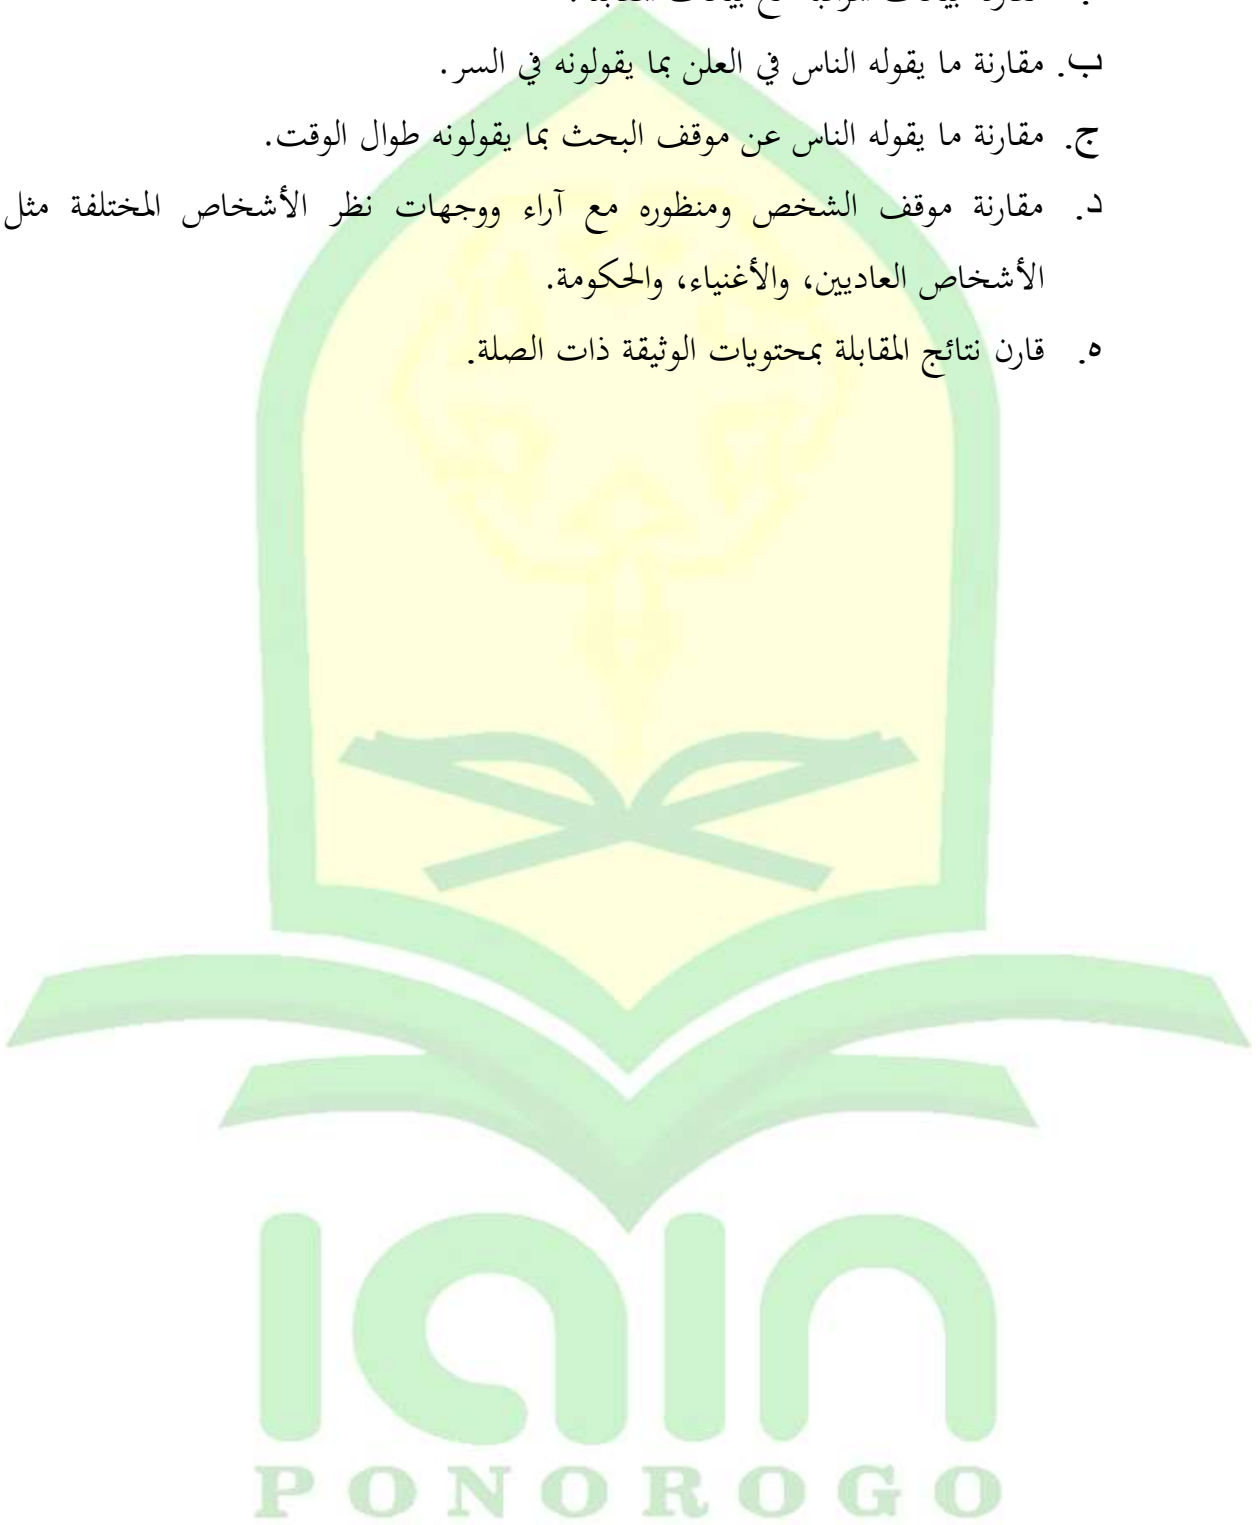 ب. مقارنة ما يقوله الناس في العلن بما يقولونه في السر.
ج. مقارنة ما يقوله الناس عن موقف البحث بما يقولونه طوال الوقت.
د. مقارنة موقف الشخص ومنظوره مع آراء ووجهات نظر الأشخاص المختلفة مثل
الأشخاص العاديين، والأغنياء، والحكومة.
ه. قارن نتائج المقابلة بمحتويات الوثيقة ذات الصلة.
iain
PONOROGO